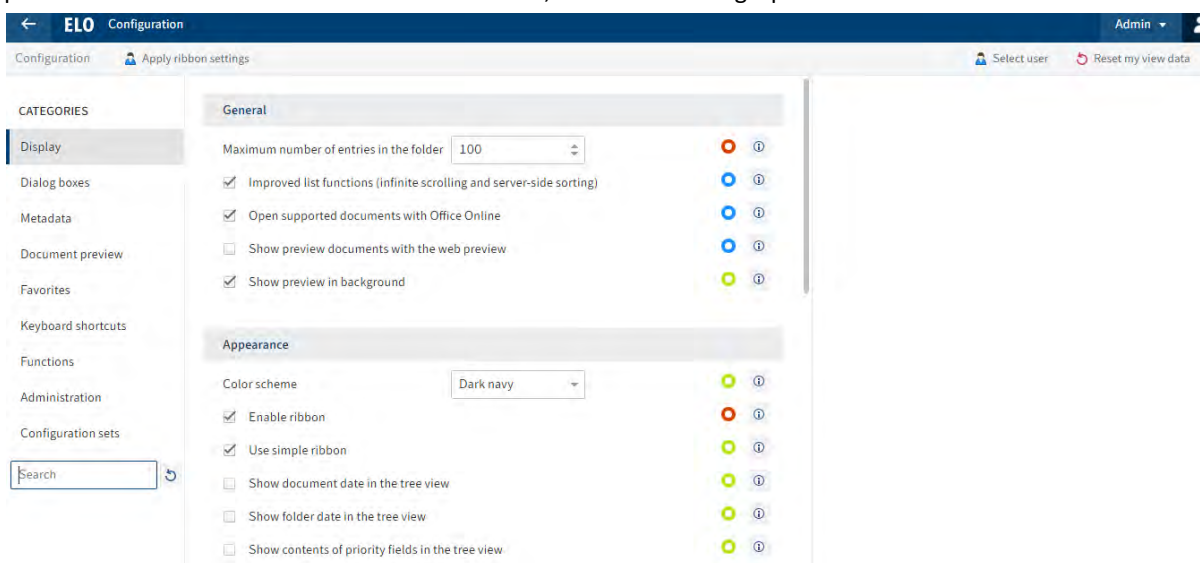 ELO Configuration
Admin
Configuration
Apply ribbon settings
Select user
Reset my view data
CATEGORIES
Display
Dialog boxes
Metadata
Document preview
Favorites
Keyboard shortcuts
Functions
Administration
Configuration sets
Search
General
Maximum number of entries in the folder 100
Improved list functions (infinite scrolling and server-side sorting)
Open supported documents with Office Online
Show preview documents with the web preview
Show preview in background
Appearance
Color scheme Dark navy
Enable ribbon
Use simple ribbon
Show document date in the tree view
Show folder date in the tree view
Show contents of priority fields in the tree view